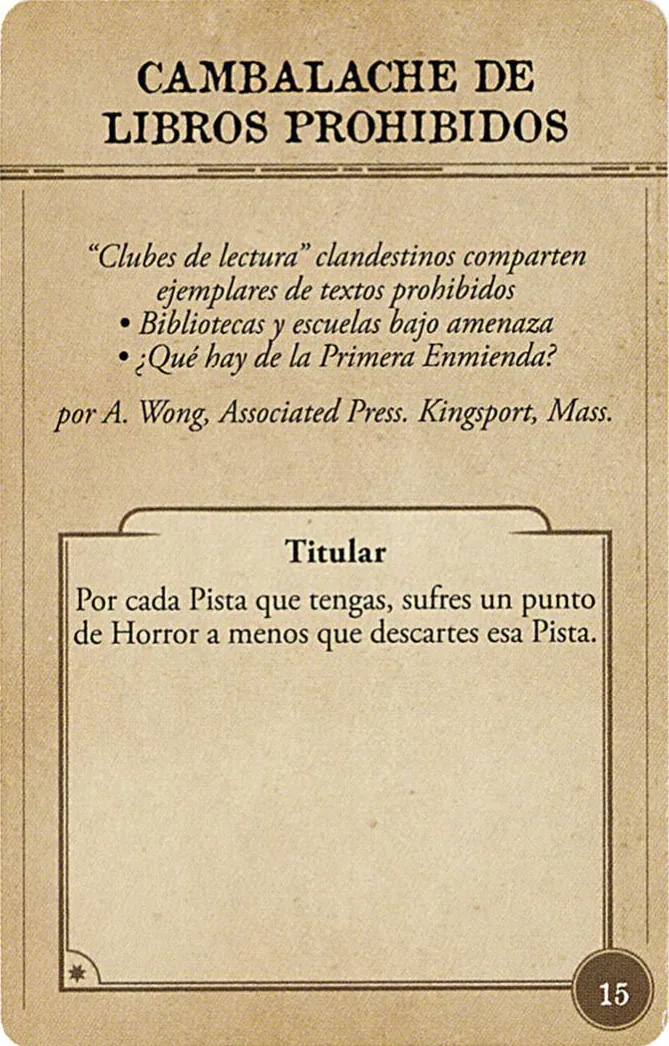 CAMBALACHE DE
LIBROS PROHIBIDOS
“Clubes de lectura” clandestinos comparten
ejemplares de textos prohibidos
• Bibliotecas y escuelas bajo amenaza
• ¿Qué hay de la Primera Enmienda?
por A. Wong, Associated Press. Kingsport, Mass.
Titular
Por cada Pista que tengas, sufres un punto
de Horror a menos que descartes esa Pista.
15